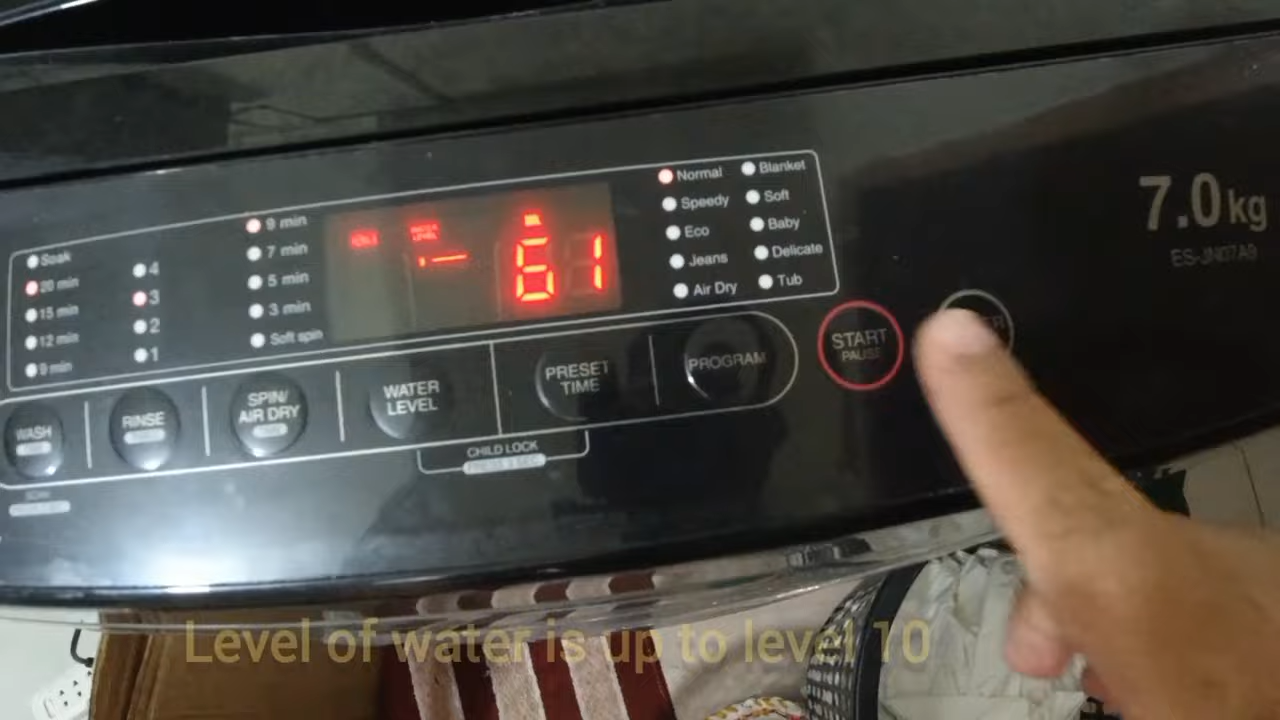 Soak
20 min
15 min
12 min
9 min
4
3
2
1
9 min
7 min
5 min
3 min
Soft spin
WATER
LEVEL
61
Normal
Speedy
Eco
Jeans
Air Dry
Blanket
Soft
Baby
Delicate
Tub
7.0 kg
ES-JN07A9
WASH
RINSE
SPIN/
AIR DRY
WATER
LEVEL
PRESET
TIME
PROGRAM
START
PAUSE
CHILD LOCK
Level of water is up to level 10